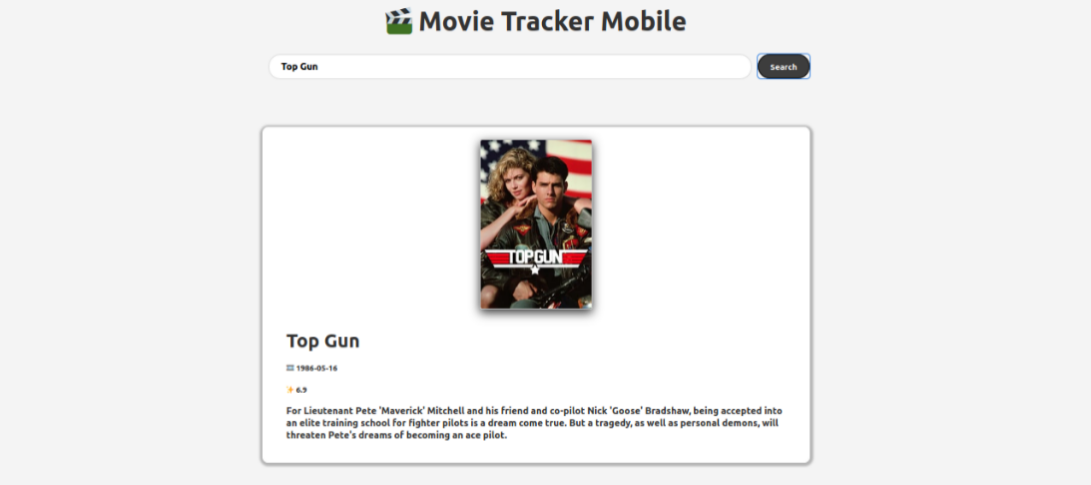 🎬 Movie Tracker Mobile
Top Gun
Search
TOP GUN
Top Gun
1986-05-16
✨ 6.9
For Lieutenant Pete 'Maverick' Mitchell and his friend and co-pilot Nick 'Goose' Bradshaw, being accepted into
an elite training school for fighter pilots is a dream come true. But a tragedy, as well as personal demons, will
threaten Pete's dreams of becoming an ace pilot.